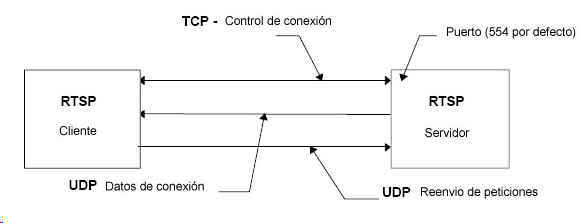 TCP - Control de conexión
Puerto (554 por defecto)
RTSP
Cliente
RTSP
Servidor
UDP Datos de conexión
UDP Reenvio de peticiones